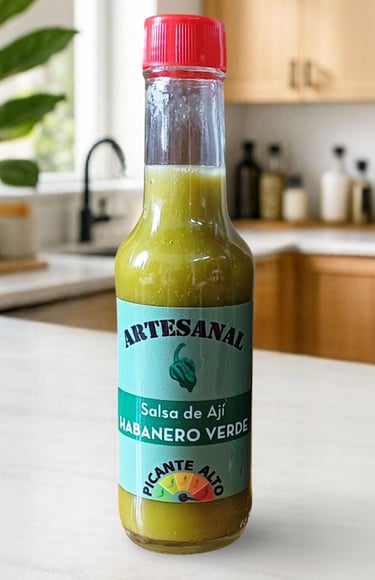 ARTESANAL
Salsa de Ají
HABANERO VERDE
PICANTE ALTO